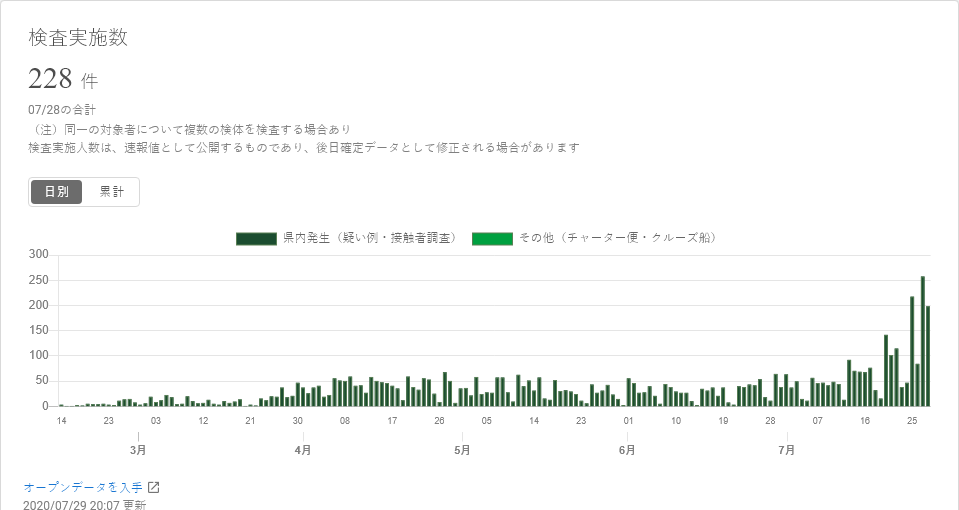 検査実施数
228 件
07/28の合計
（注）同一の対象者について複数の検体を検査する場合あり
検査実施人数は、速報値として公開するものであり、後日確定データとして修正される場合があります
日別 累計
県内発生（疑い例・接触者調査） その他（チャーター便・クルーズ船）
300
250
200
150
100
50
0
14 23 03 12 21 30 08 17 26 05 14 23 01 10 19 28 07 16 25
3月 4月 5月 6月 7月
オープンデータを入手
2020/07/29 20:07 更新